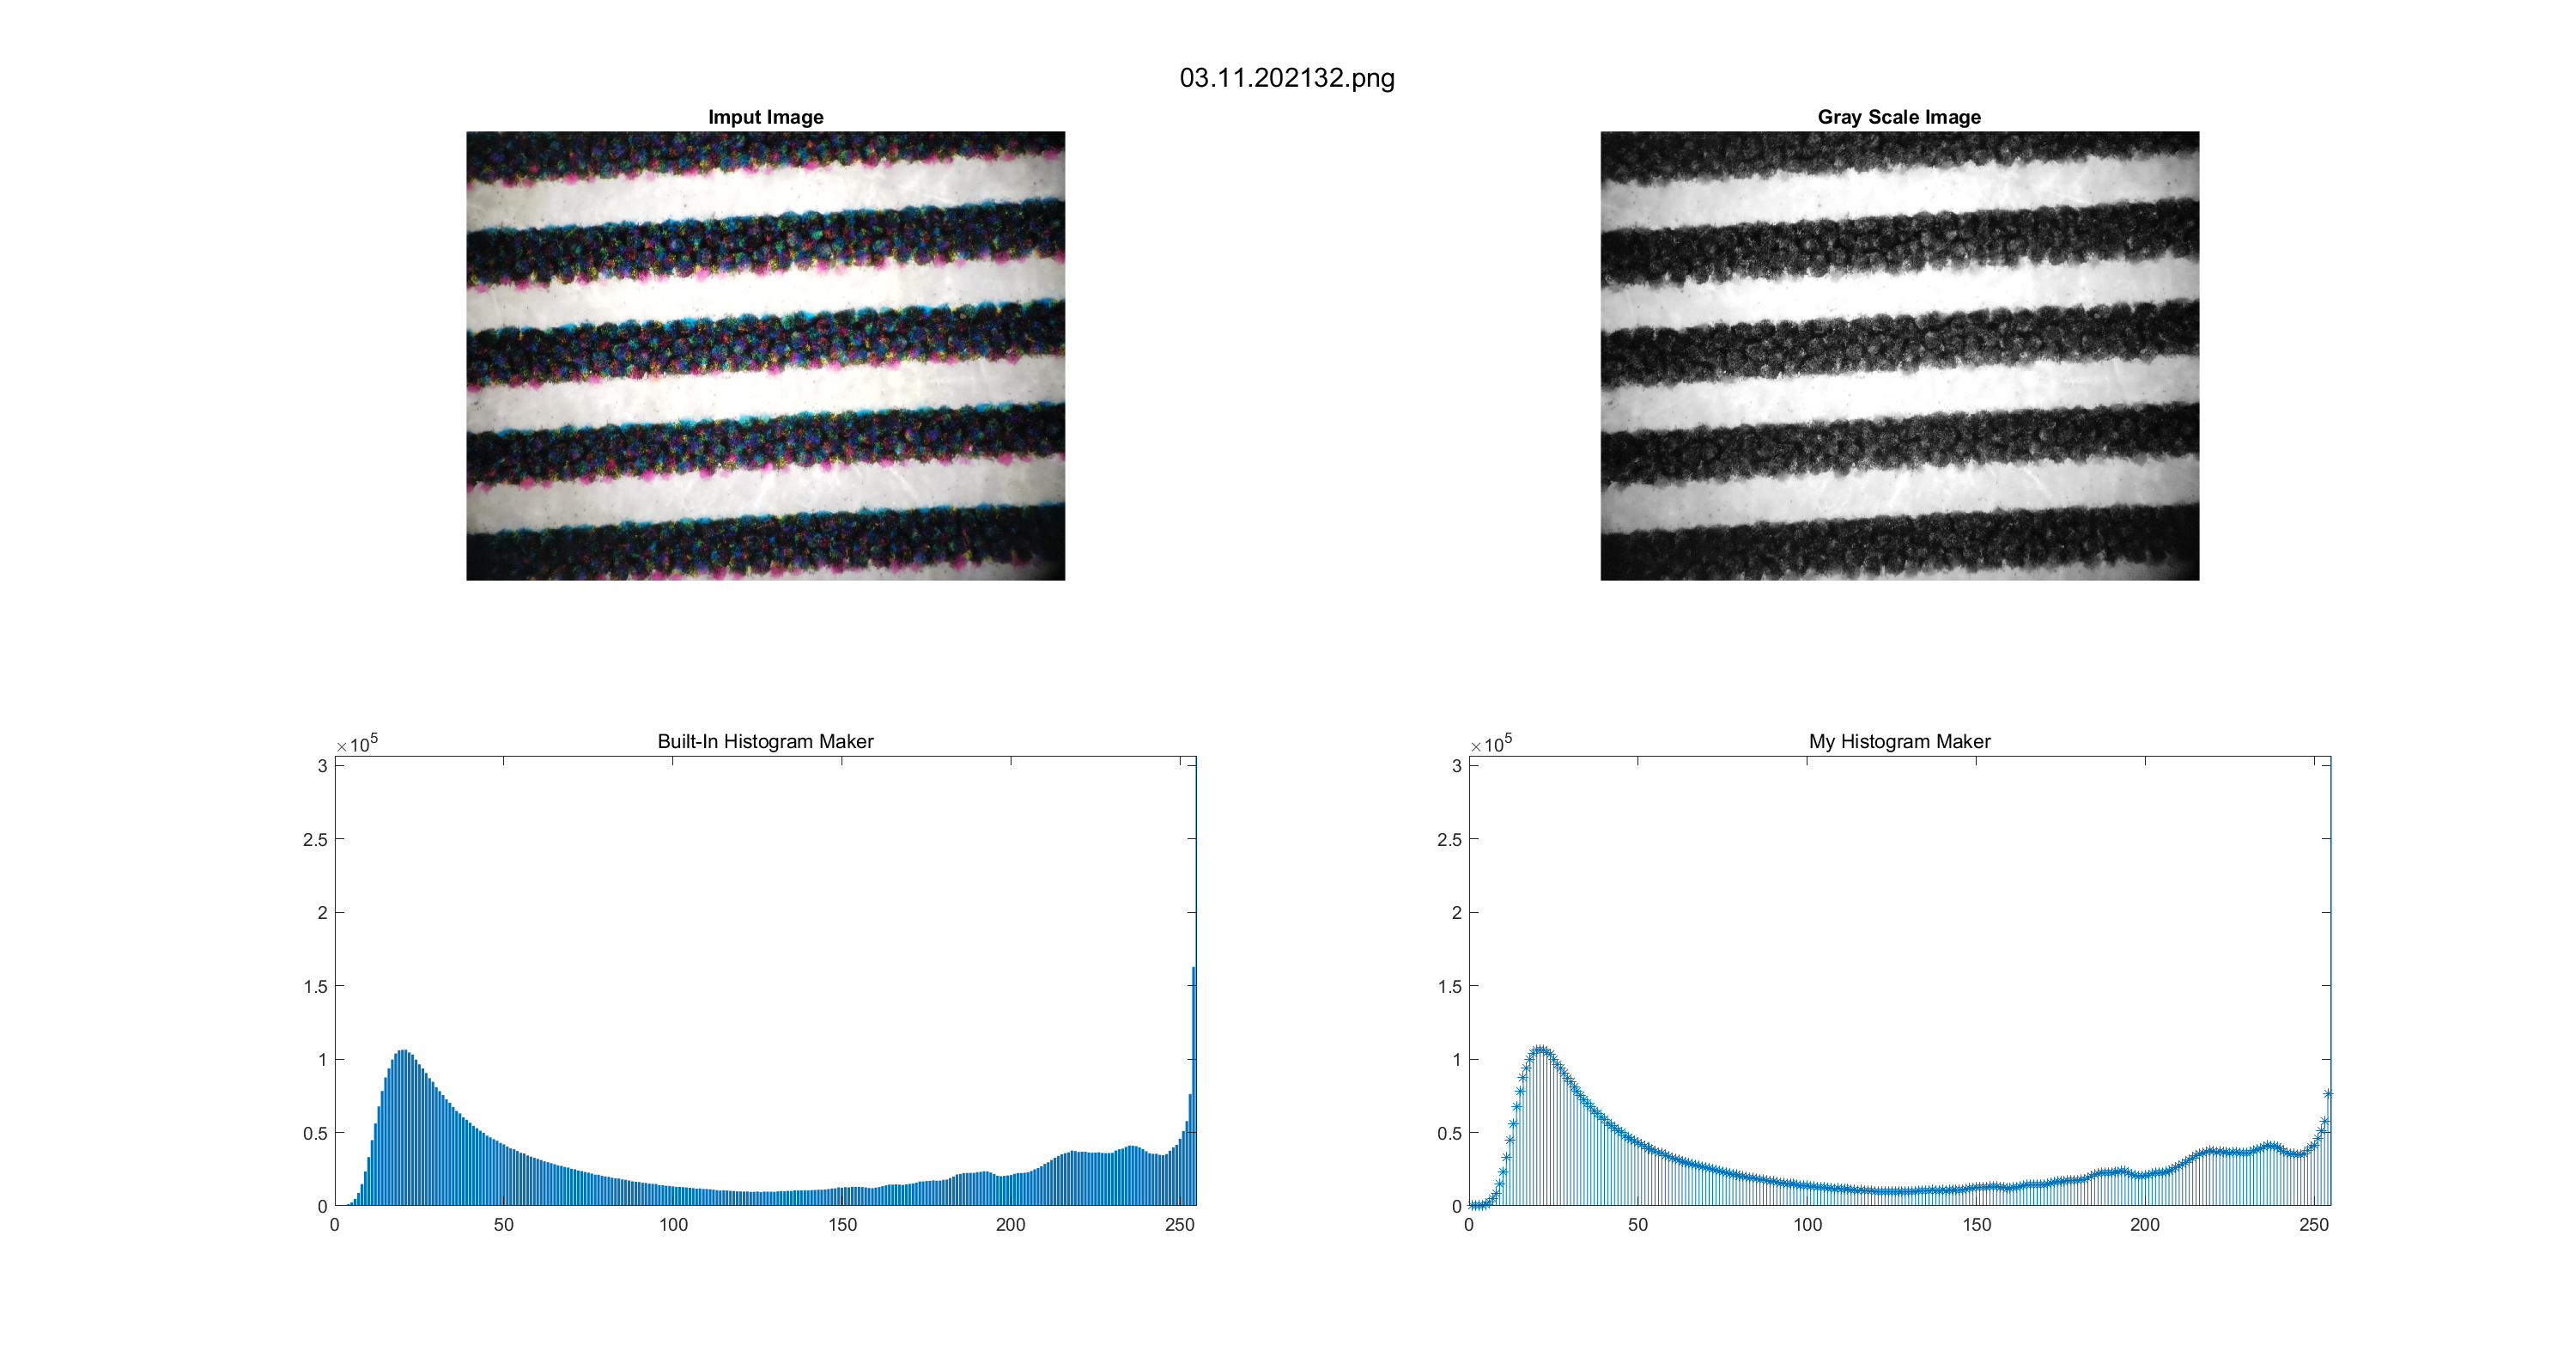 03.11.202132.png
Imput Image
Gray Scale Image
Built-In Histogram Maker
×10^5
3
2.5
2
1.5
1
0.5
0
0 50 100 150 200 250
My Histogram Maker
×10^5
3
2.5
2
1.5
1
0.5
0
0 50 100 150 200 250